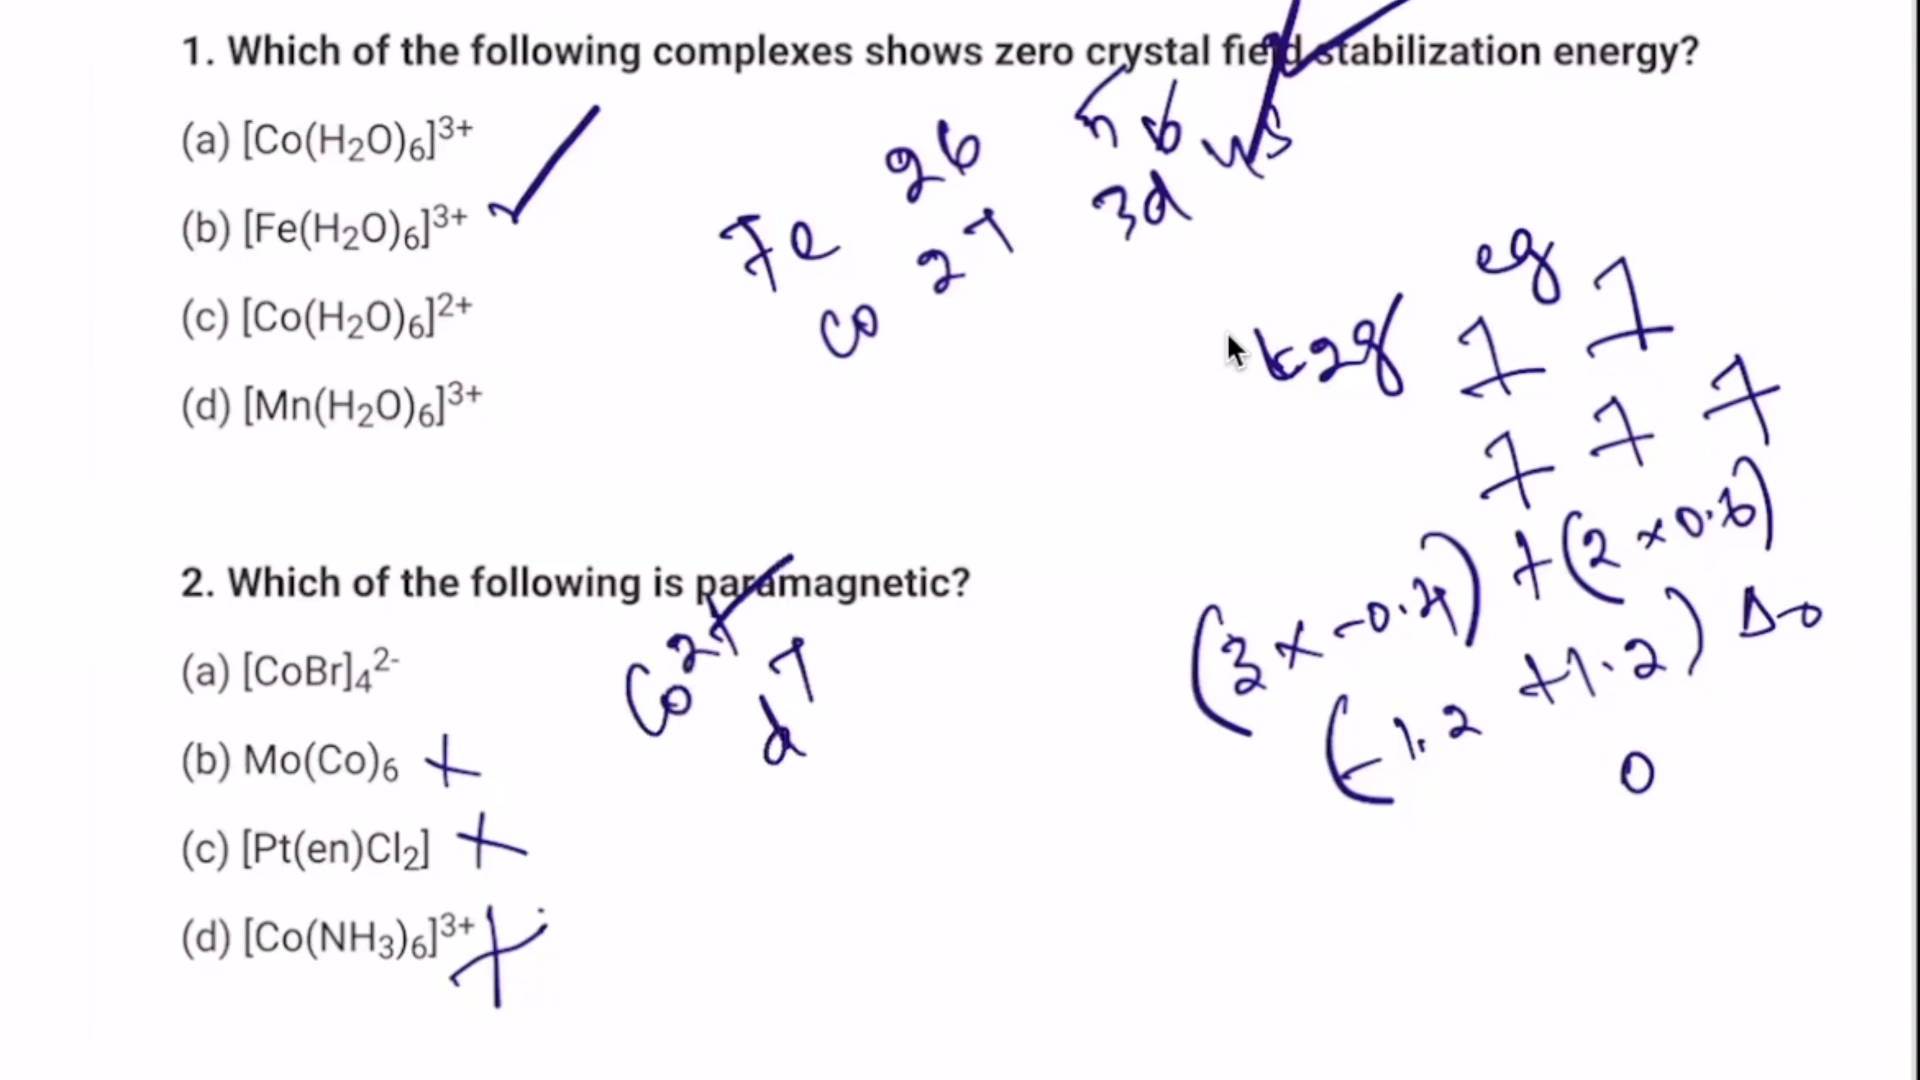 1. Which of the following complexes shows zero crystal field stabilization energy?
(a) [Co(H₂O)₆]³⁺
(b) [Fe(H₂O)₆]³⁺
(c) [Co(H₂O)₆]²⁺
(d) [Mn(H₂O)₆]³⁺
Fe 26
Co 27
3d
eg
t2g
(3 x -0.4) + (2 x 0.6)
(-1.2 +1.2) Δo
0
2. Which of the following is paramagnetic?
(a) [CoBr]₄²⁻
(b) Mo(Co)₆
(c) [Pt(en)Cl₂]
(d) [Co(NH₃)₆]³⁺
Co²⁺ d⁷